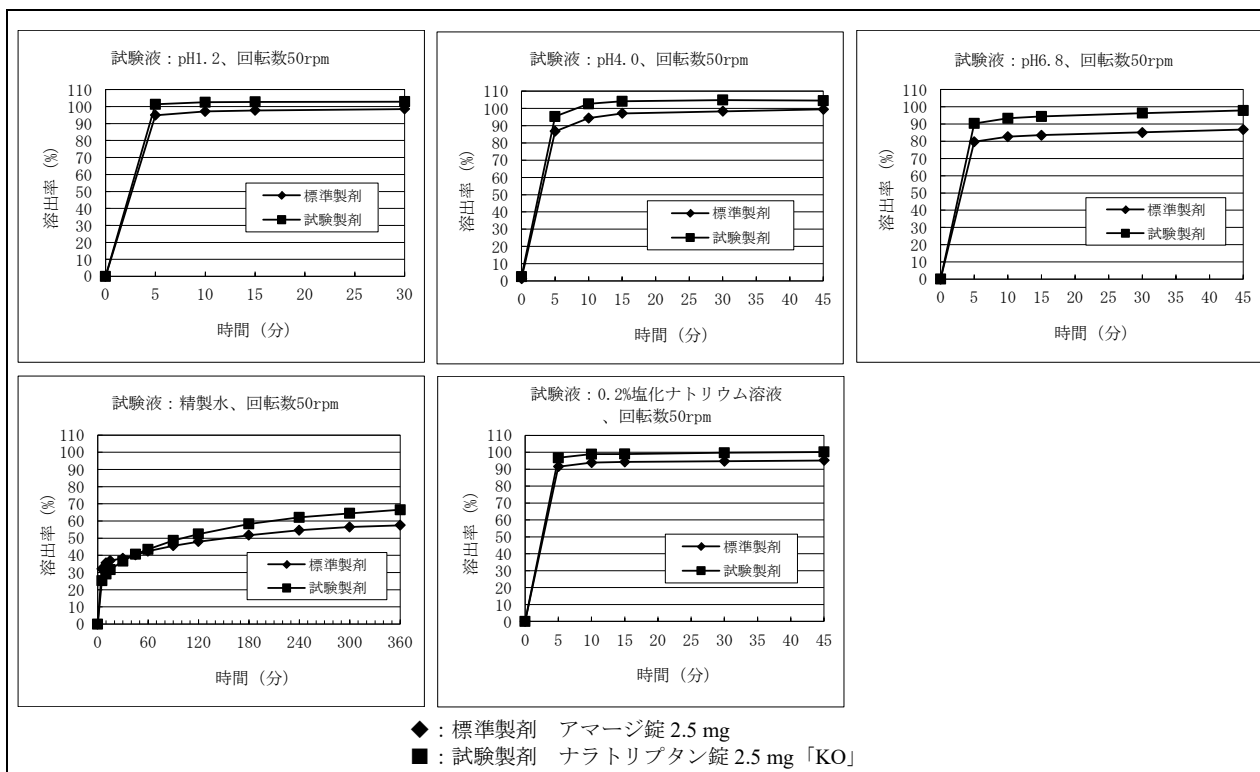 試験液：pH1.2、回転数50rpm
110
100
90
80
70
60
50
40
30
20
10
0
溶出率 (%)
標準製剤
試験製剤
0 5 10 15 20 25 30
時間 (分)
試験液：pH4.0、回転数50rpm
110
100
90
80
70
60
50
40
30
20
10
0
溶出率 (%)
標準製剤
試験製剤
0 5 10 15 20 25 30 35 40 45
時間 (分)
試験液：pH6.8、回転数50rpm
110
100
90
80
70
60
50
40
30
20
10
0
溶出率 (%)
標準製剤
試験製剤
0 5 10 15 20 25 30 35 40 45
時間 (分)
試験液：精製水、回転数50rpm
110
100
90
80
70
60
50
40
30
20
10
0
溶出率 (%)
標準製剤
試験製剤
0 60 120 180 240 300 360
時間 (分)
試験液：0.2%塩化ナトリウム溶液
、回転数50rpm
110
100
90
80
70
60
50
40
30
20
10
0
溶出率 (%)
標準製剤
試験製剤
0 5 10 15 20 25 30 35 40 45
時間 (分)
◆：標準製剤 アマージ錠 2.5 mg
■：試験製剤 ナラトリプタン錠 2.5 mg「KO」